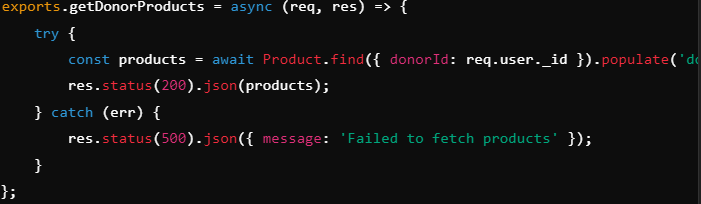 exports.getDonorProducts = async (req, res) => {
    try {
        const products = await Product.find({ donorId: req.user._id }).populate('do
        res.status(200).json(products);
    } catch (err) {
        res.status(500).json({ message: 'Failed to fetch products' });
    }
};